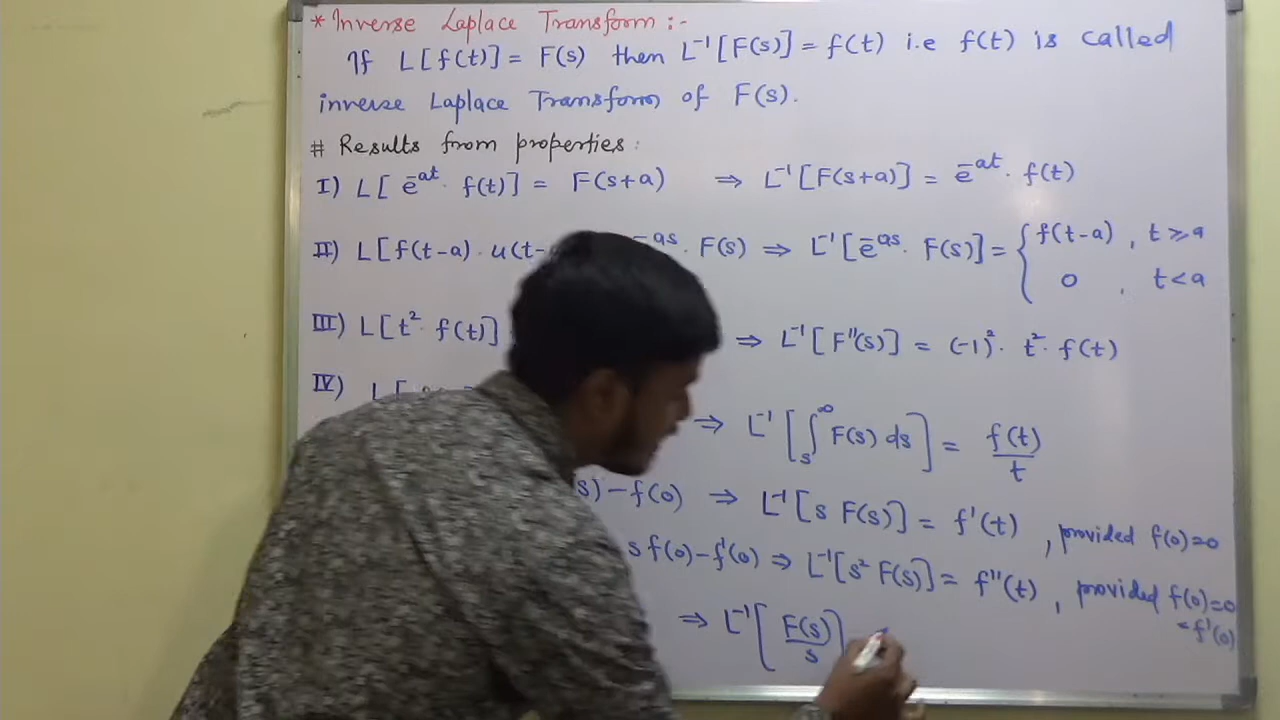 * Inverse Laplace Transform :-
If L[f(t)] = F(s) then L⁻¹[F(s)] = f(t) i.e f(t) is called
inverse Laplace Transform of F(s).
# Results from properties :
I) L[ e^-at · f(t)] = F(s+a) ⇒ L⁻¹[F(s+a)] = e^-at · f(t)
II) L[f(t-a) · u(t- -as · F(s) ⇒ L⁻¹[e^-as · F(s)] = { f(t-a) , t ⩾ a
0 , t < a
III) L[t² · f(t)] ⇒ L⁻¹[F''(s)] = (-1)² · t² · f(t)
IV) L[ ⇒ L⁻¹[∫_s^∞ F(s) ds] = f(t)/t
s) - f(0) ⇒ L⁻¹[s F(s)] = f'(t) , provided f(0)=0
s f(0) - f'(0) ⇒ L⁻¹[s² F(s)] = f''(t) , provided f(0)=0
= f'(0)
⇒ L⁻¹[F(s)/s]